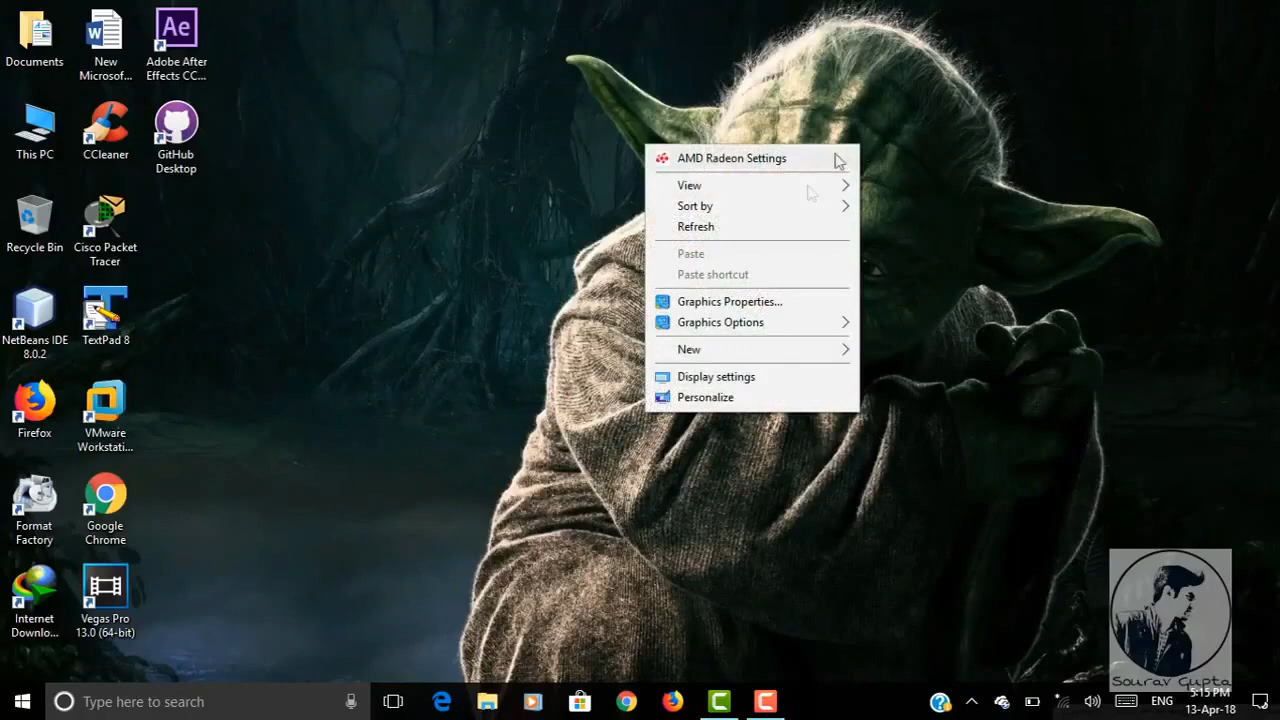 Documents
New
Microsof...
Adobe After
Effects CC...
This PC
CCleaner
GitHub
Desktop
Recycle Bin
Cisco Packet
Tracer
NetBeans IDE
8.0.2
TextPad 8
Firefox
VMware
Workstati...
Format
Factory
Google
Chrome
Internet
Downlo...
Vegas Pro
13.0 (64-bit)
AMD Radeon Settings
View
Sort by
Refresh
Paste
Paste shortcut
Graphics Properties...
Graphics Options
New
Display settings
Personalize
Sourav Gupta
Type here to search
ENG
5:15 PM
13-Apr-18